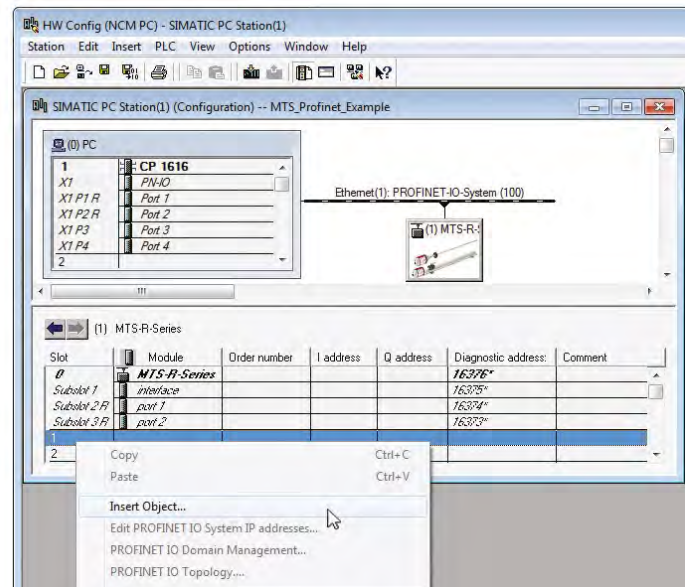 HW Config (NCM PC) - SIMATIC PC Station(1)
Station Edit Insert PLC View Options Window Help
SIMATIC PC Station(1) (Configuration) -- MTS_Profinet_Example
(0) PC
1 CP 1616
X1 PN-IO
X1 P1 R Port 1
X1 P2 R Port 2
X1 P3 Port 3
X1 P4 Port 4
2
Ethernet(1): PROFINET-IO-System (100)
(1) MTS-R-S
(1) MTS-R-Series
Slot Module Order number I address Q address Diagnostic address: Comment
0 MTS-R-Series 16376*
Subslot 1 interface 16375*
Subslot 2 R port 1 16374*
Subslot 3 R port 2 16373*
1
2
Copy Ctrl+C
Paste Ctrl+V
Insert Object...
Edit PROFINET IO System IP addresses...
PROFINET IO Domain Management...
PROFINET IO Topology....